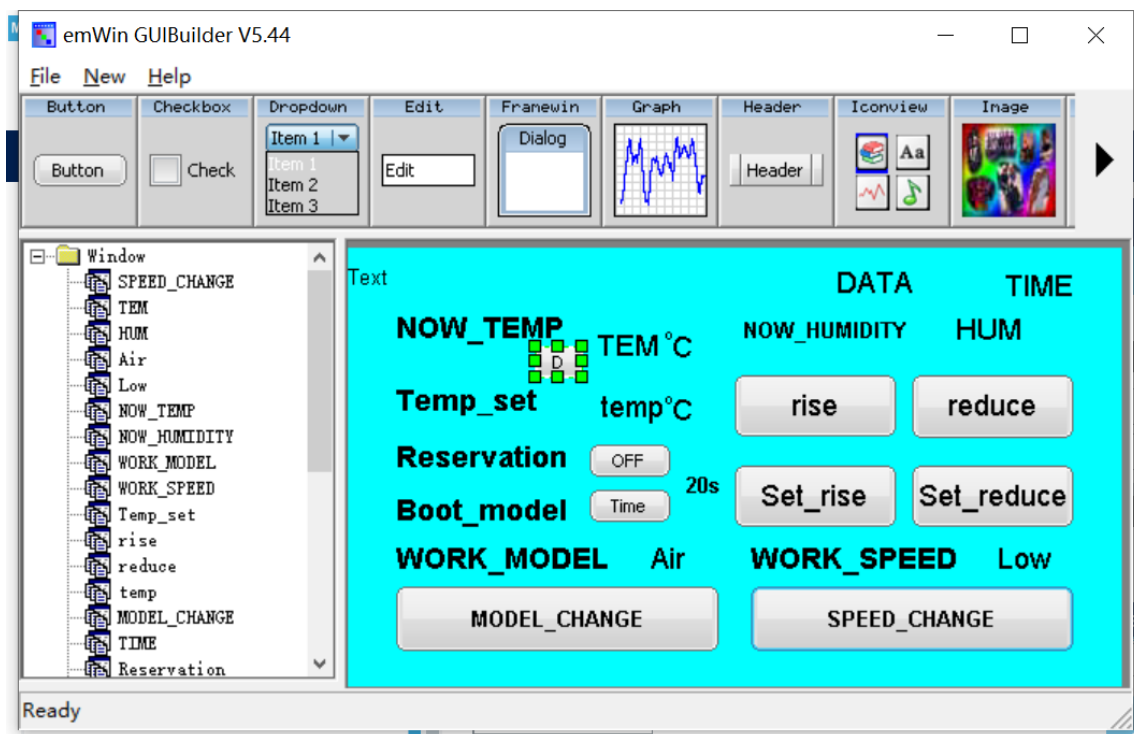 M
emWin GUIBuilder V5.44
File New Help
Button Checkbox Dropdown Edit Framewin Graph Header Iconview Image
Button
Check
Item 1
Item 1
Item 2
Item 3
Edit
Dialog
Header
Aa
Window
SPEED_CHANGE
TEM
HUM
Air
Low
NOW_TEMP
NOW_HUMIDITY
WORK_MODEL
WORK_SPEED
Temp_set
rise
reduce
temp
MODEL_CHANGE
TIME
Reservation
Text
DATA TIME
NOW_TEMP TEM°C NOW_HUMIDITY HUM
D
Temp_set temp°C rise reduce
Reservation OFF
20s Set_rise Set_reduce
Boot_model Time
WORK_MODEL Air WORK_SPEED Low
MODEL_CHANGE SPEED_CHANGE
Ready